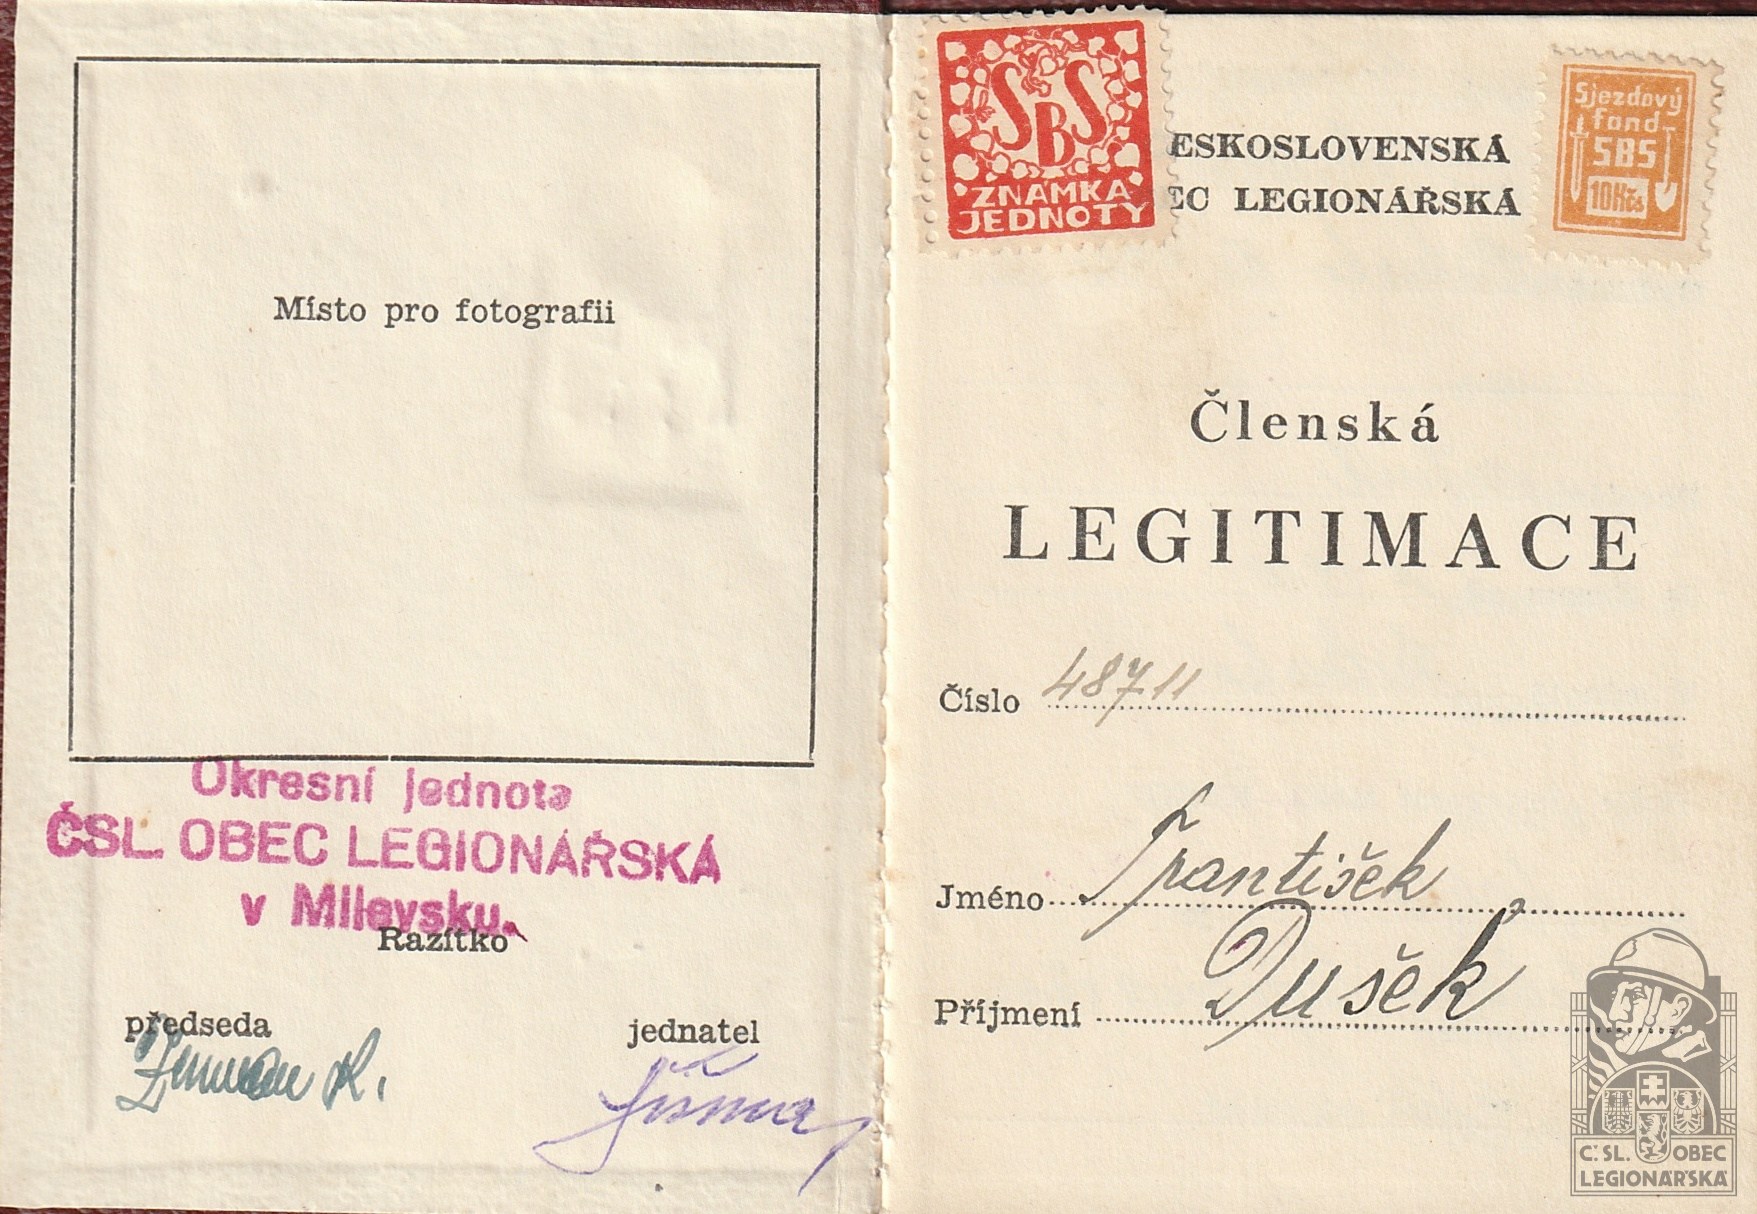 Místo pro fotografii
Okresní jednota
ČSL. OBEC LEGIONÁŘSKÁ
v Milevsku.
Razítko
předseda
jednatel
SBS
ZNÁMKA
JEDNOTY
Sjezdový
fond
SBS
10Kčs
ESKOSLOVENSKÁ
EC LEGIONÁŘSKÁ
Členská
LEGITIMACE
Číslo 48711
Jméno František
Příjmení Dušek
Č.SL. OBEC
LEGIONÁŘSKÁ